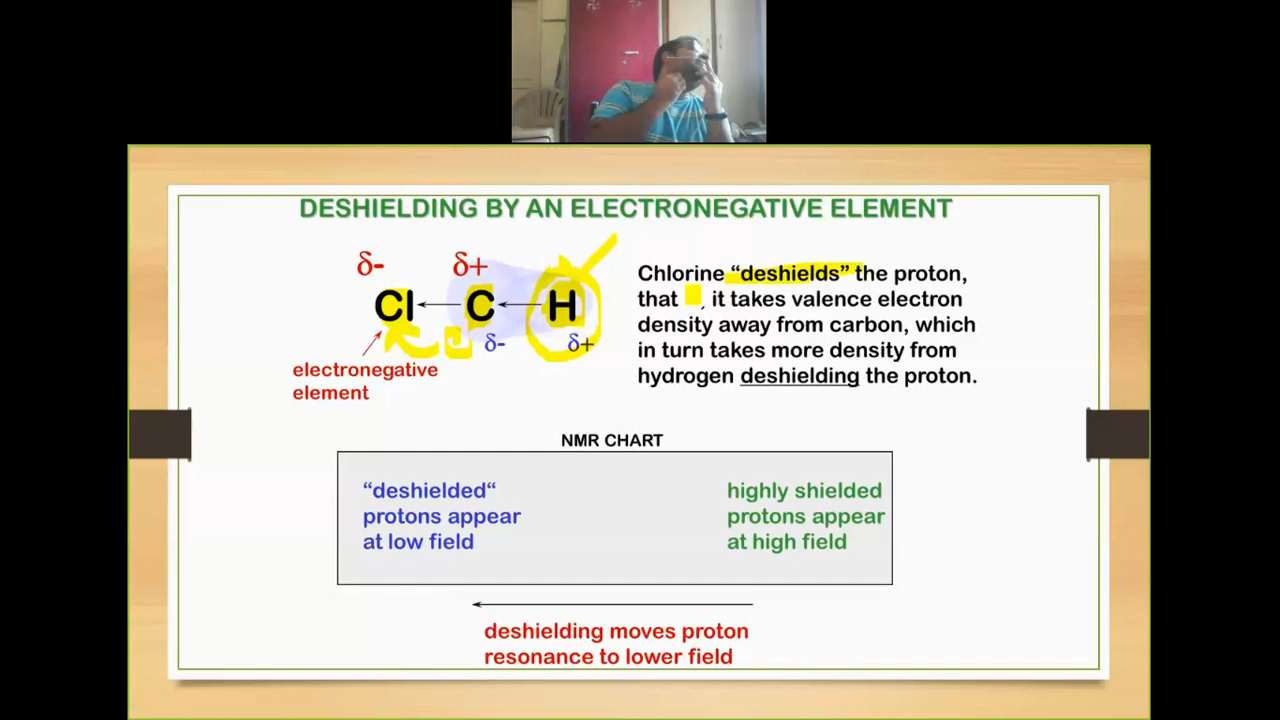 DESHIELDING BY AN ELECTRONEGATIVE ELEMENT
δ- δ+
Cl C H
δ- δ+
electronegative
element
Chlorine “deshields” the proton,
that , it takes valence electron
density away from carbon, which
in turn takes more density from
hydrogen deshielding the proton.
NMR CHART
“deshielded“
protons appear
at low field
highly shielded
protons appear
at high field
deshielding moves proton
resonance to lower field